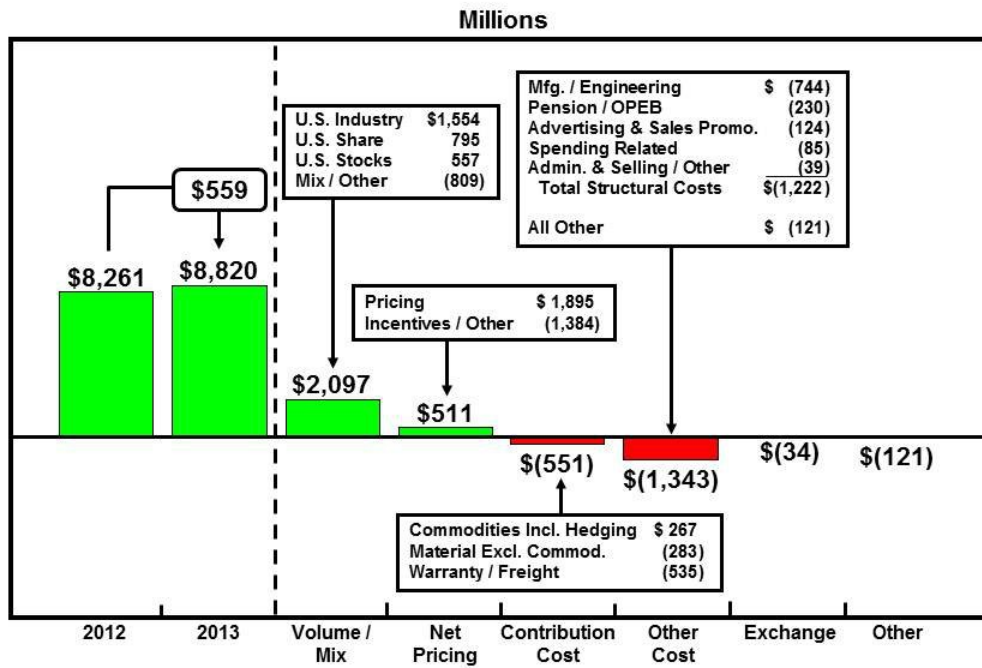 Millions
$559
$8,261
$8,820
U.S. Industry $1,554
U.S. Share 795
U.S. Stocks 557
Mix / Other (809)
$2,097
Pricing $ 1,895
Incentives / Other (1,384)
$511
Mfg. / Engineering $ (744)
Pension / OPEB (230)
Advertising & Sales Promo. (124)
Spending Related (85)
Admin. & Selling / Other (39)
Total Structural Costs $(1,222)
All Other $ (121)
$(551)
$(1,343)
$(34)
$(121)
Commodities Incl. Hedging $ 267
Material Excl. Commod. (283)
Warranty / Freight (535)
2012
2013
Volume /
Mix
Net
Pricing
Contribution
Cost
Other
Cost
Exchange
Other